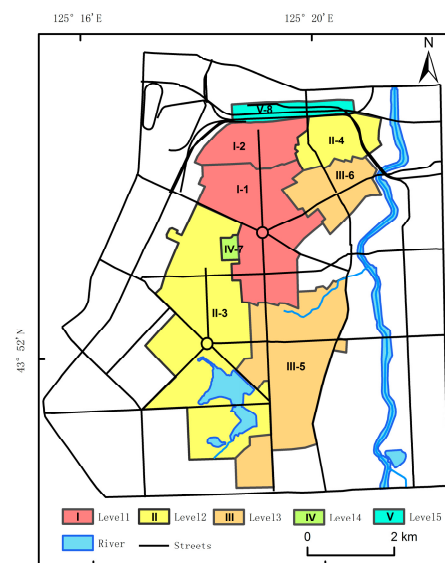 125° 16′ 125° 20′
N
V-8
I-2
II-4
III-6
I-1
IV-7
II-3
43° 52′ N
III-5
I Level1 II Level2 III Level3 IV Level4 V Level5
River Streets 0 2 km